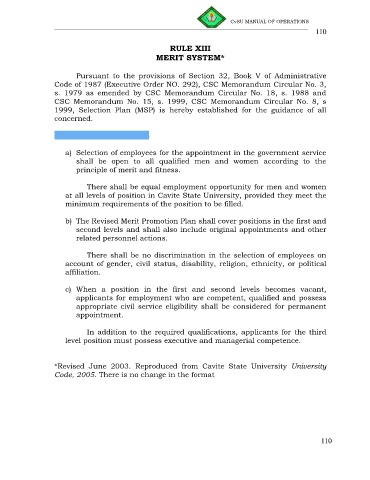 CvSU MANUAL OF OPERATIONS
110
RULE XIII
MERIT SYSTEM*
Pursuant to the provisions of Section 32, Book V of Administrative
Code of 1987 (Executive Order NO. 292), CSC Memorandum Circular No. 3,
s. 1979 as emended by CSC Memorandum Circular No. 18, s. 1988 and
CSC Memorandum No. 15, s. 1999, CSC Memorandum Circular No. 8, s
1999, Selection Plan (MSP) is hereby established for the guidance of all
concerned.
a) Selection of employees for the appointment in the government service
shall be open to all qualified men and women according to the
principle of merit and fitness.
There shall be equal employment opportunity for men and women
at all levels of position in Cavite State University, provided they meet the
minimum requirements of the position to be filled.
b) The Revised Merit Promotion Plan shall cover positions in the first and
second levels and shall also include original appointments and other
related personnel actions.
There shall be no discrimination in the selection of employees on
account of gender, civil status, disability, religion, ethnicity, or political
affiliation.
c) When a position in the first and second levels becomes vacant,
applicants for employment who are competent, qualified and possess
appropriate civil service eligibility shall be considered for permanent
appointment.
In addition to the required qualifications, applicants for the third
level position must possess executive and managerial competence.
*Revised June 2003. Reproduced from Cavite State University University
Code, 2005. There is no change in the format
110